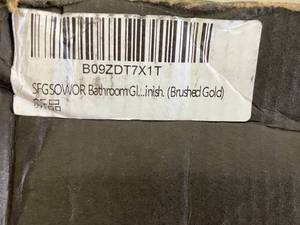 B09ZDT7X1T
SFGSOWOR Bathroom Gl...inish. (Brushed Gold)
新品